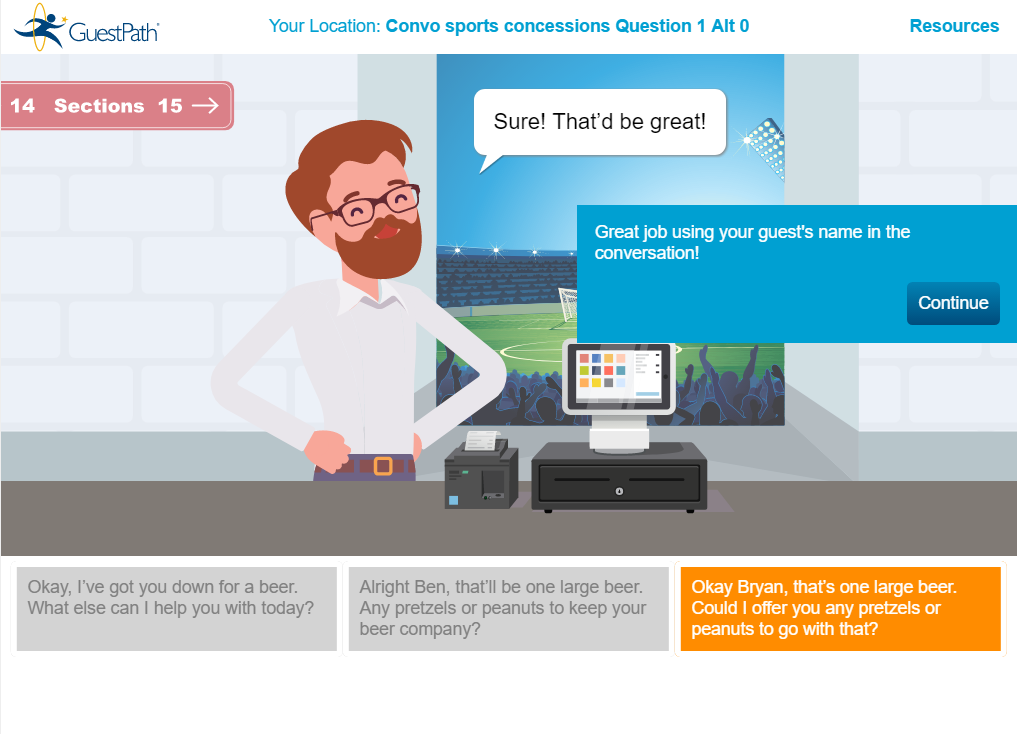 GuestPath
Your Location: Convo sports concessions Question 1 Alt 0
Resources
14 Sections 15 →
Sure! That’d be great!
Great job using your guest's name in the
conversation!
Continue
Okay, I’ve got you down for a beer.
What else can I help you with today?
Alright Ben, that’ll be one large beer.
Any pretzels or peanuts to keep your
beer company?
Okay Bryan, that’s one large beer.
Could I offer you any pretzels or
peanuts to go with that?